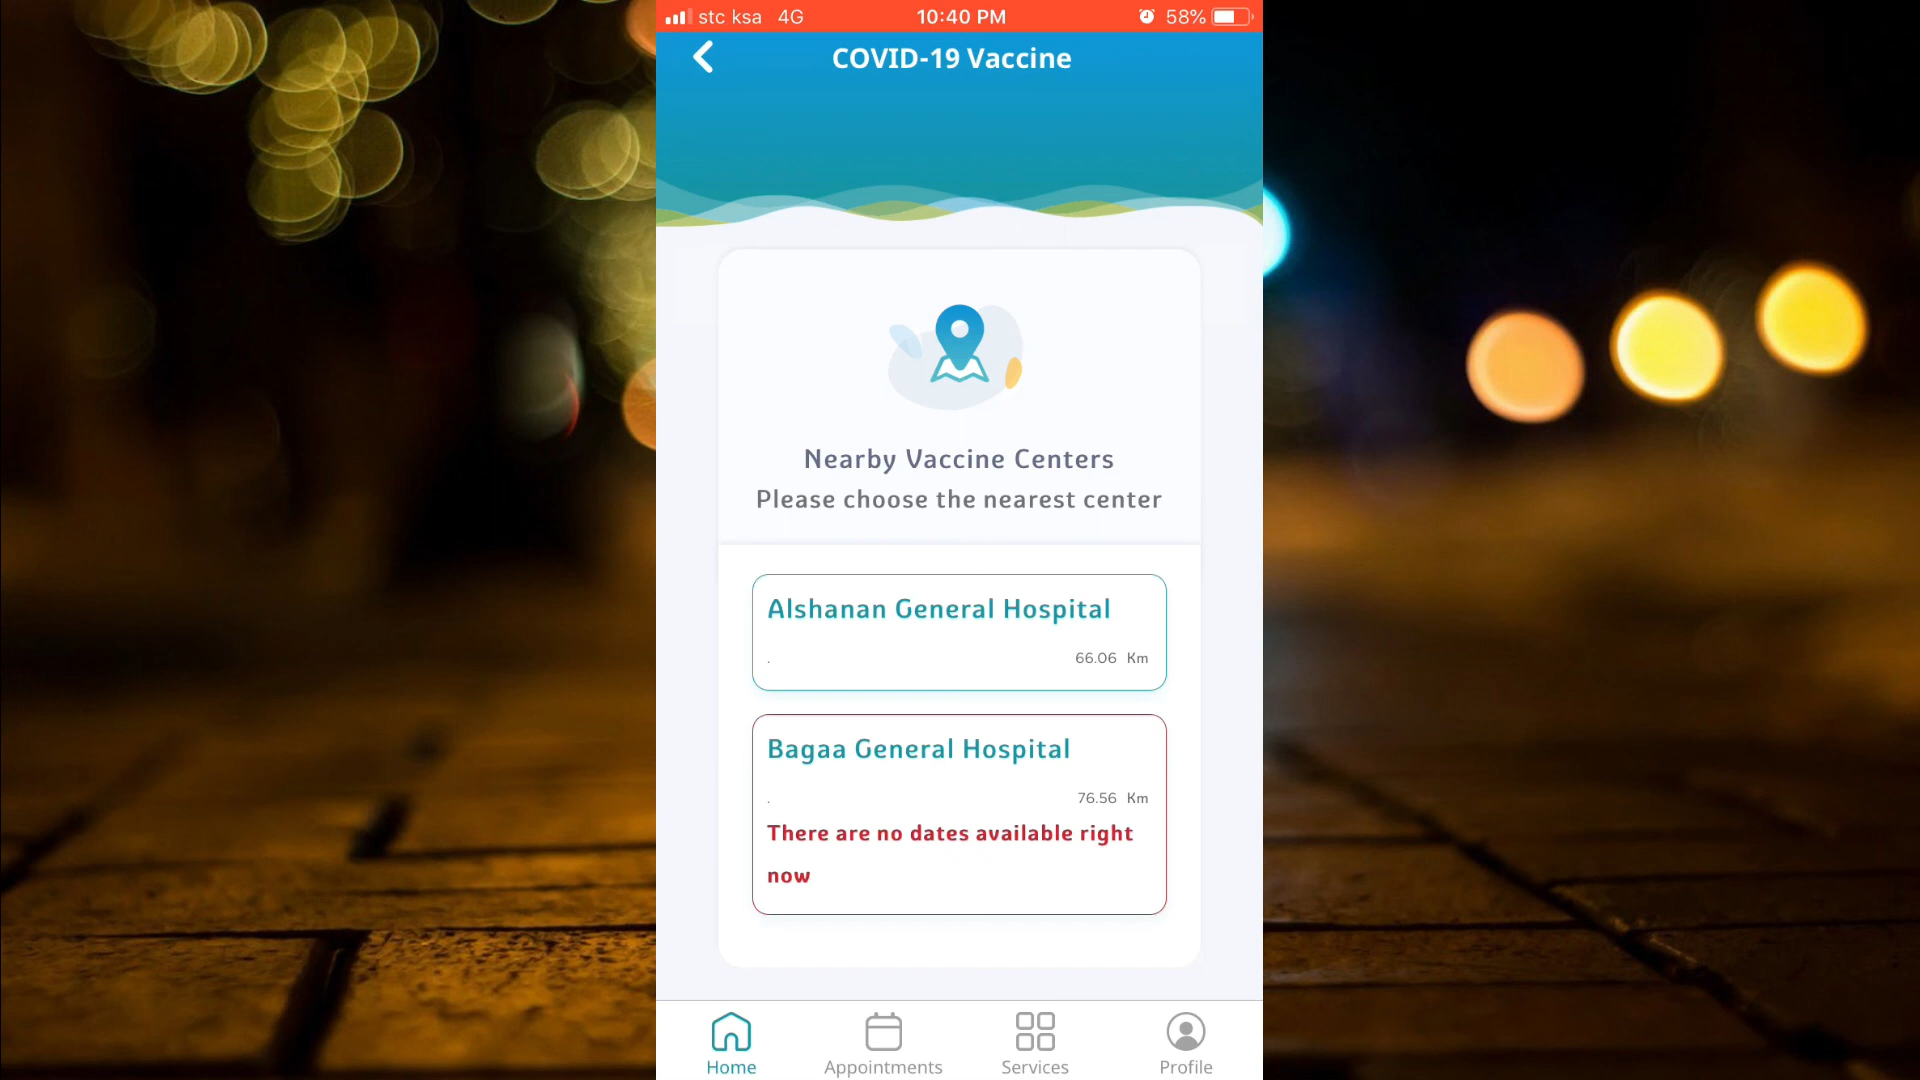 stc ksa 4G 10:40 PM 58%
COVID-19 Vaccine
Nearby Vaccine Centers
Please choose the nearest center
Alshanan General Hospital
. 66.06 Km
Bagaa General Hospital
. 76.56 Km
There are no dates available right
now
Home Appointments Services Profile